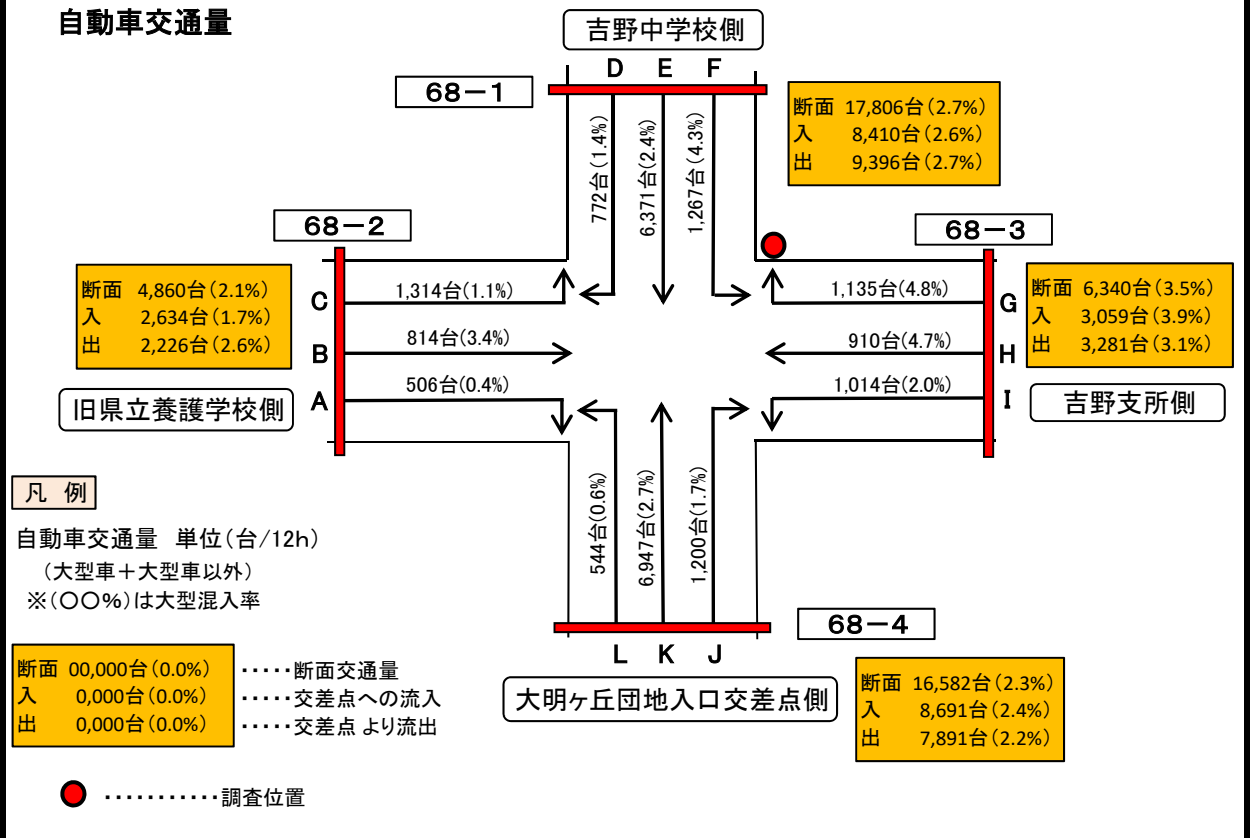 自動車交通量
吉野中学校側
D E F
68－1
断面 17,806台(2.7%)
入 8,410台(2.6%)
出 9,396台(2.7%)
772台(1.4%)
6,371台(2.4%)
1,267台(4.3%)
68－2
68－3
断面 4,860台(2.1%)
入 2,634台(1.7%)
出 2,226台(2.6%)
C
1,314台(1.1%)
B
814台(3.4%)
A
506台(0.4%)
旧県立養護学校側
1,135台(4.8%)
G
910台(4.7%)
H
1,014台(2.0%)
I
断面 6,340台(3.5%)
入 3,059台(3.9%)
出 3,281台(3.1%)
吉野支所側
544台(0.6%)
6,947台(2.7%)
1,200台(1.7%)
68－4
L K J
大明ヶ丘団地入口交差点側
断面 16,582台(2.3%)
入 8,691台(2.4%)
出 7,891台(2.2%)
凡 例
自動車交通量 単位(台/12h)
(大型車＋大型車以外)
※(〇〇%)は大型混入率
断面 00,000台(0.0%) ・・・・・断面交通量
入 0,000台(0.0%) ・・・・・交差点への流入
出 0,000台(0.0%) ・・・・・交差点 より流出
・・・・・・・・・・・調査位置